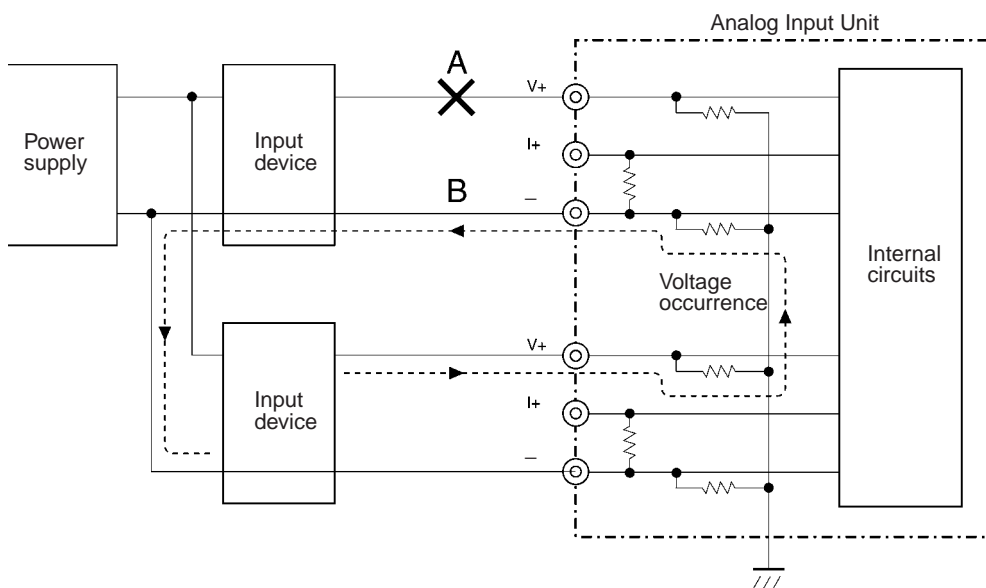 Analog Input Unit
A
V+
Power
supply
Input
device
I+
B
–
Internal
circuits
Voltage
occurrence
V+
Input
device
I+
–